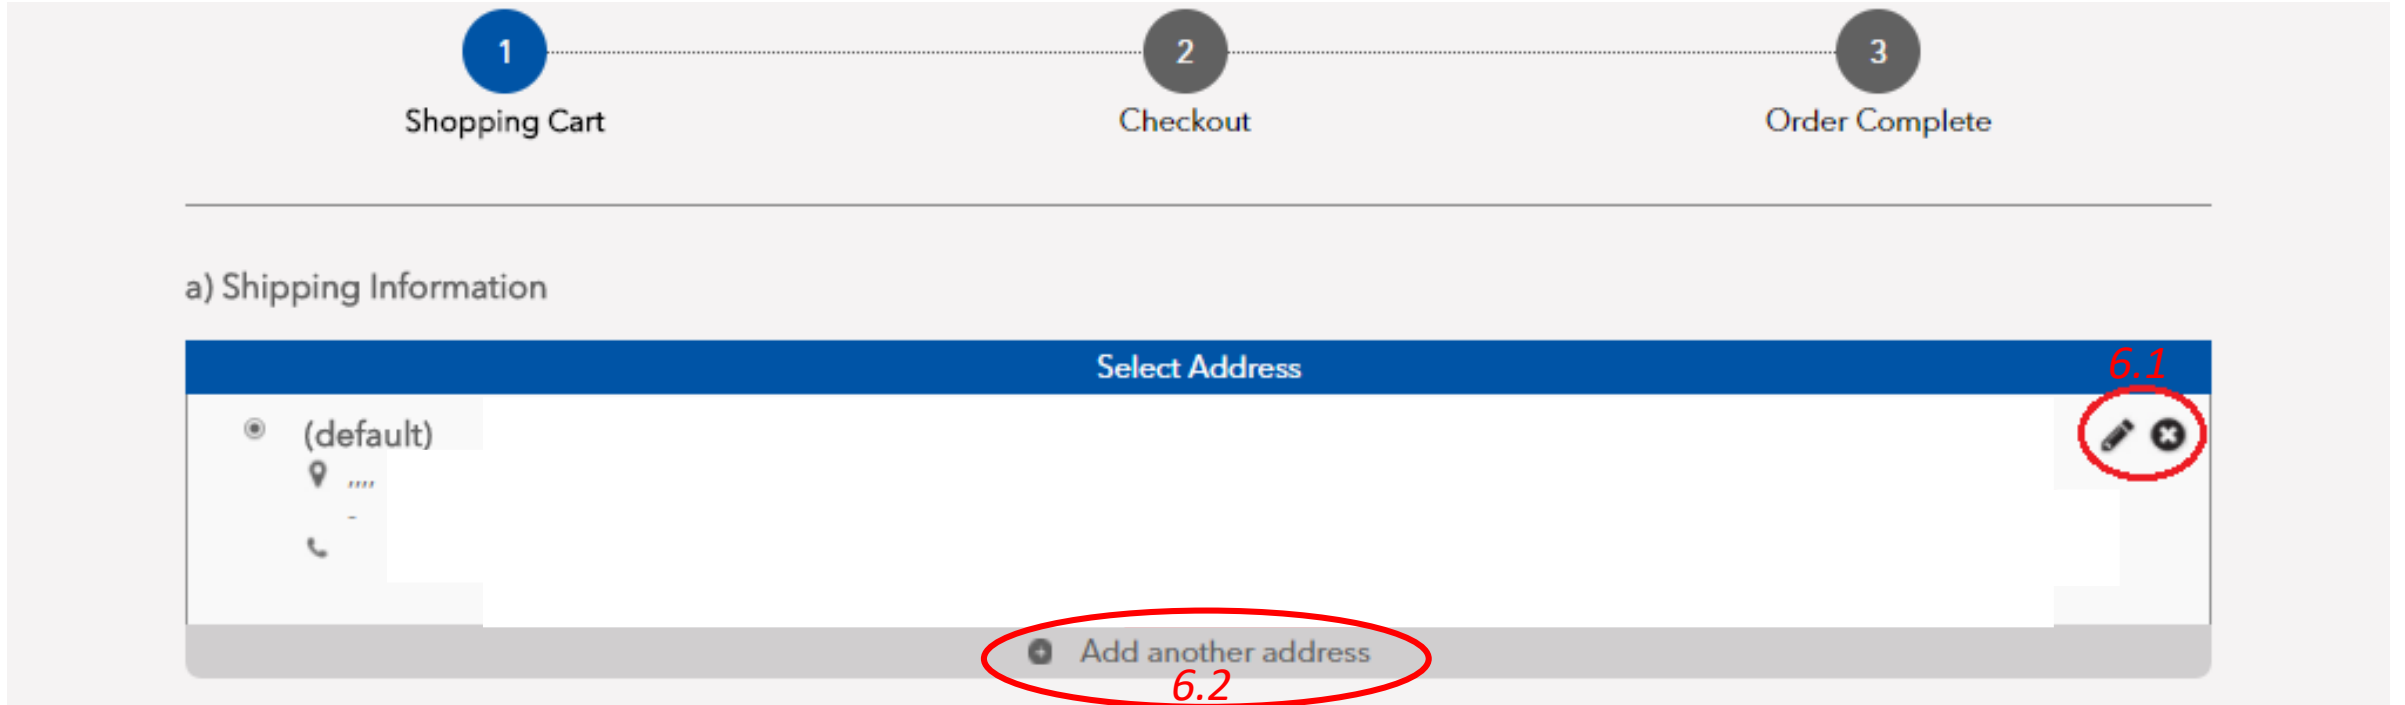 1 2 3
Shopping Cart Checkout Order Complete
a) Shipping Information
Select Address 6.1
(default)
,,,,
-
Add another address
6.2